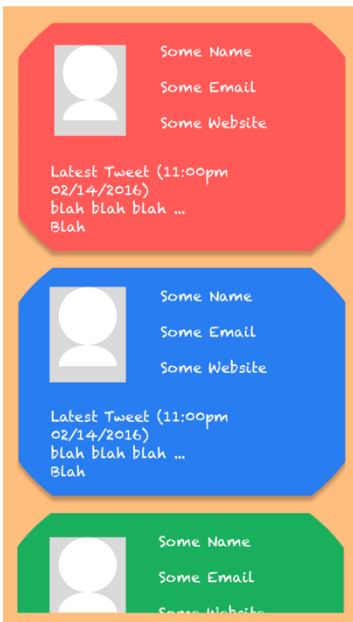 Some Name
Some Email
Some Website
Latest Tweet (11:00pm
02/14/2016)
blah blah blah ...
Blah
Some Name
Some Email
Some Website
Latest Tweet (11:00pm
02/14/2016)
blah blah blah ...
Blah
Some Name
Some Email
Some Website